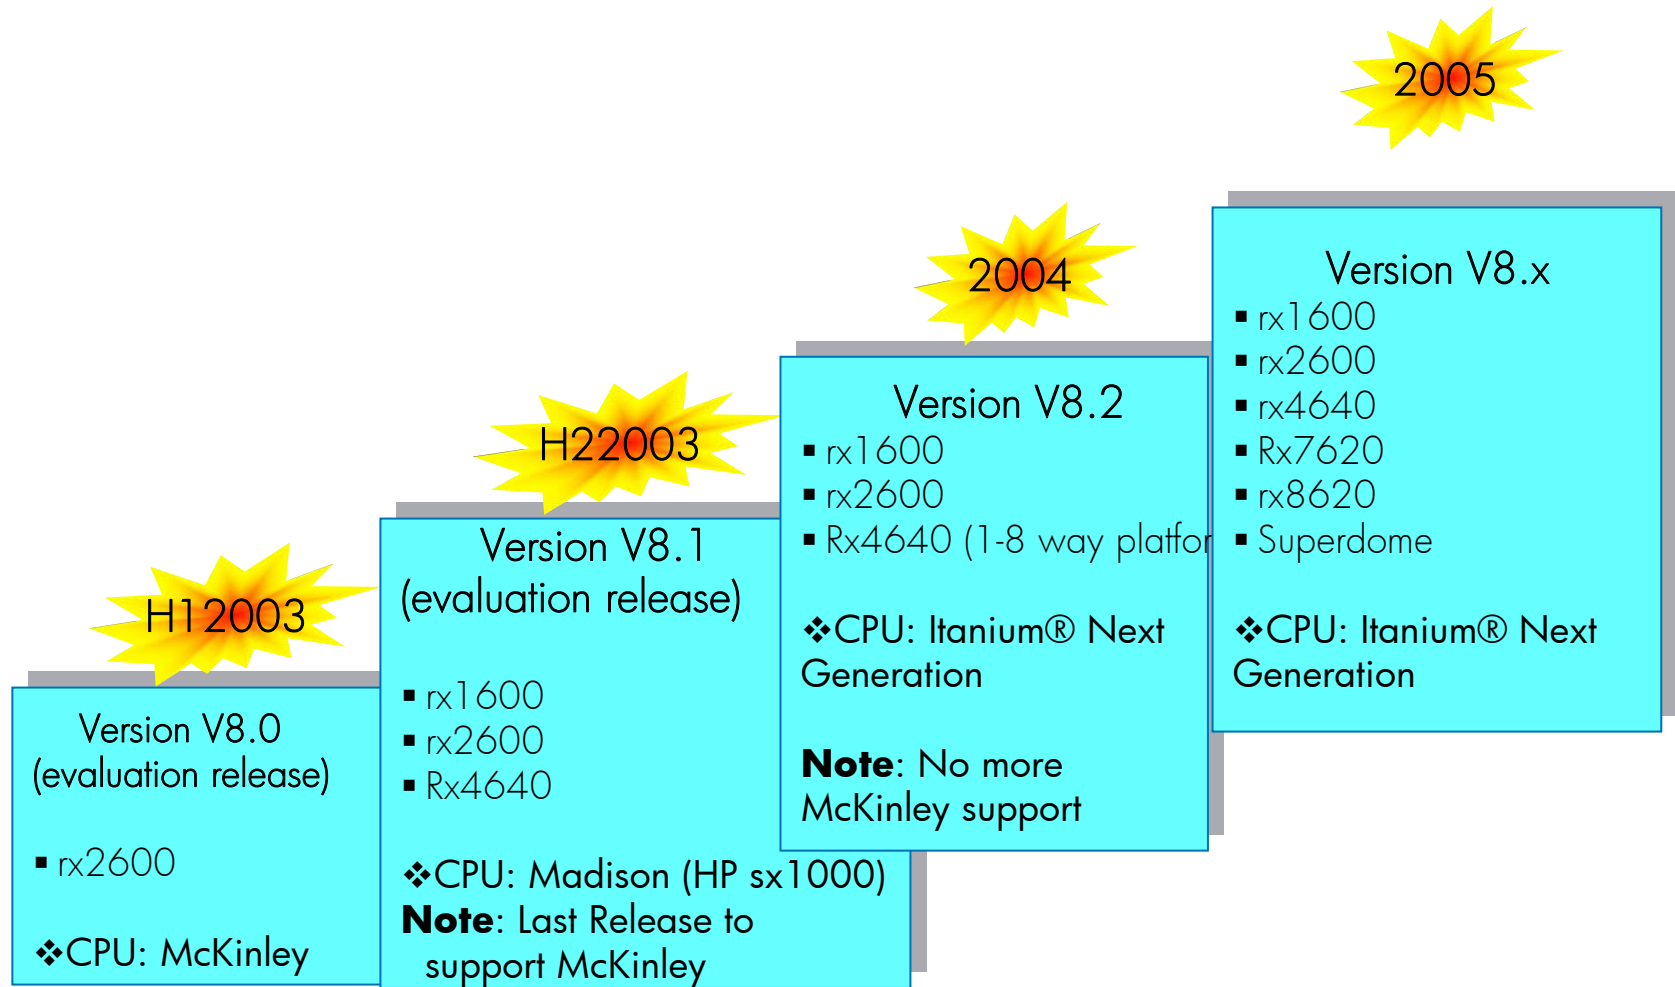 H12003
Version V8.0
(evaluation release)
▪ rx2600
❖CPU: McKinley
H22003
Version V8.1
(evaluation release)
▪ rx1600
▪ rx2600
▪ Rx4640
❖CPU: Madison (HP sx1000)
Note: Last Release to
support McKinley
2004
Version V8.2
▪ rx1600
▪ rx2600
▪ Rx4640 (1-8 way platfor
❖CPU: Itanium® Next
Generation
Note: No more
McKinley support
2005
Version V8.x
▪ rx1600
▪ rx2600
▪ rx4640
▪ Rx7620
▪ rx8620
▪ Superdome
❖CPU: Itanium® Next
Generation